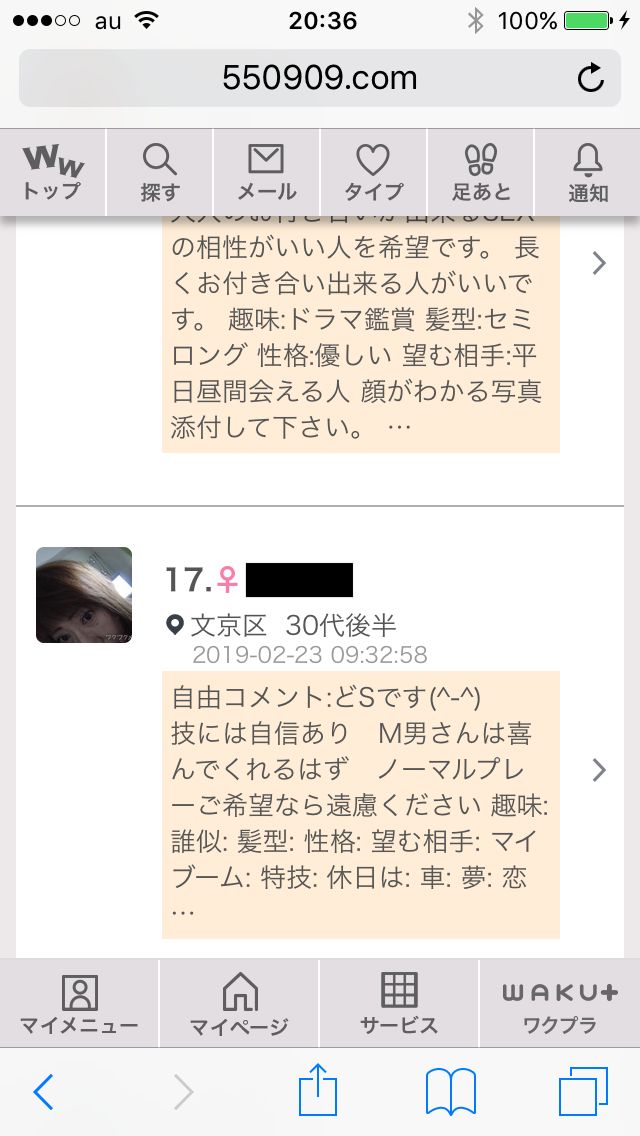 au 20:36 100%
550909.com
WW
トップ 探す メール タイプ 足あと 通知
の相性がいい人を希望です。 長
くお付き合い出来る人がいいで
す。 趣味:ドラマ鑑賞 髪型:セミ
ロング 性格:優しい 望む相手:平
日昼間会える人 顔がわかる写真
添付して下さい。 …
17.♀
文京区 30代後半
2019-02-23 09:32:58
自由コメント:どSです(^-^)
技には自信あり　M男さんは喜
んでくれるはず　ノーマルプレ
ーご希望なら遠慮ください 趣味:
誰似: 髪型: 性格: 望む相手: マイ
ブーム: 特技: 休日は: 車: 夢: 恋
…
WAKU+
マイメニュー マイページ サービス ワクプラ